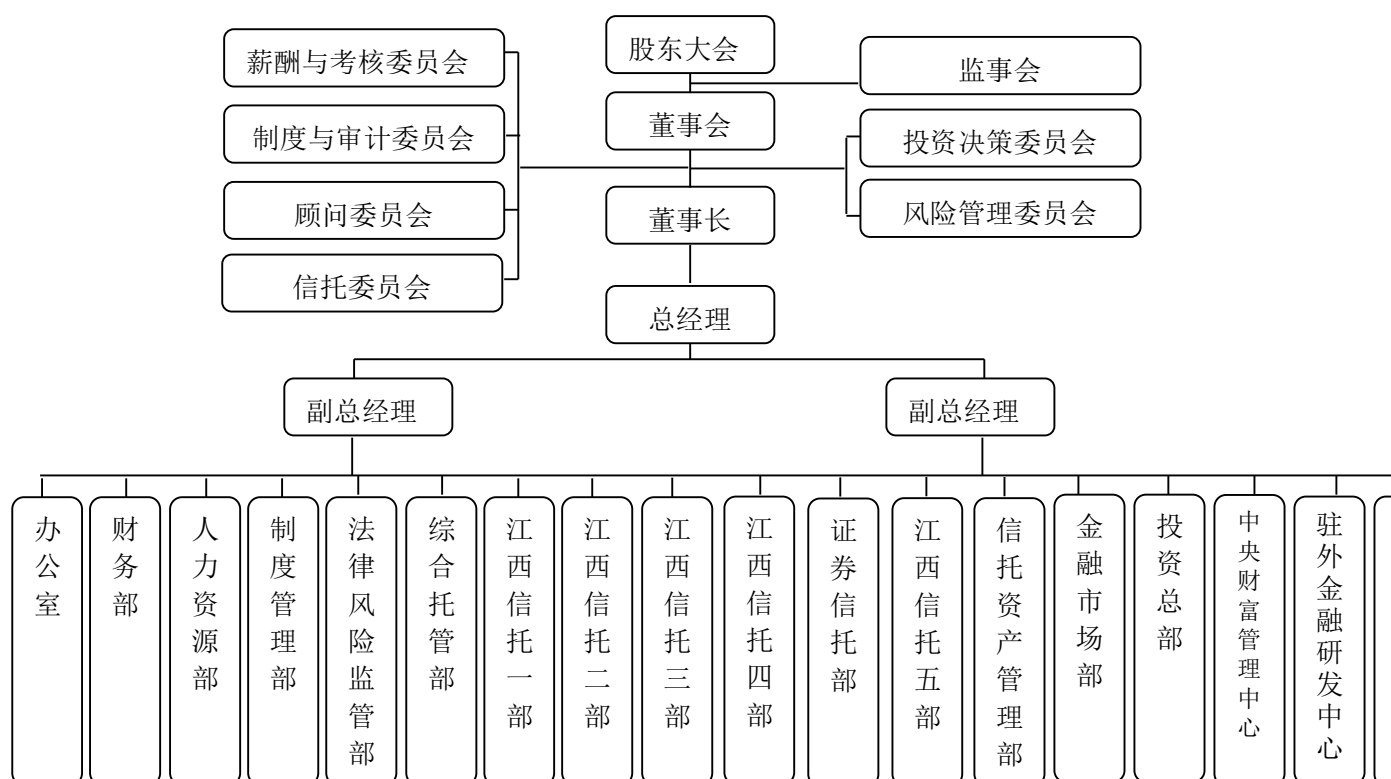 薪酬与考核委员会
股东大会
监事会
制度与审计委员会
董事会
投资决策委员会
顾问委员会
董事长
风险管理委员会
信托委员会
总经理
副总经理
副总经理
办公室
财务部
人力资源部
制度管理部
法律风险监管部
综合托管部
江西信托一部
江西信托二部
江西信托三部
江西信托四部
证券信托部
江西信托五部
信托资产管理部
金融市场部
投资总部
中央财富管理中心
驻外金融研发中心